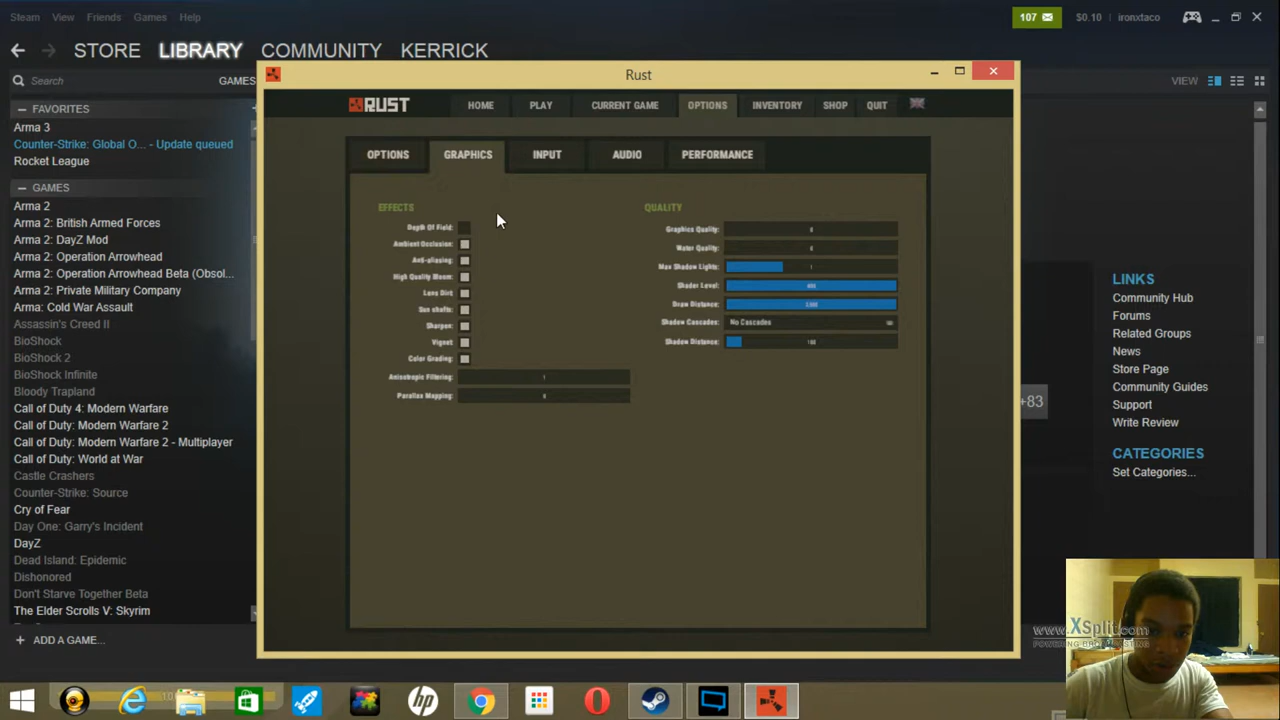 Steam View Friends Games Help
107 $0.10 ironxtaco
STORE LIBRARY COMMUNITY KERRICK
Search GAMES VIEW
Rust
RUST HOME PLAY CURRENT GAME OPTIONS INVENTORY SHOP QUIT
OPTIONS GRAPHICS INPUT AUDIO PERFORMANCE
EFFECTS
Depth Of Field:
Ambient Occlusion:
Anti-aliasing:
High Quality Bloom:
Lens Dirt
Sun shafts:
Sharpen:
Vignet
Color Grading:
Anisotropic Filtering: 1
Parallax Mapping: 0
QUALITY
Graphics Quality: 0
Water Quality: 0
Max Shadow Lights: 1
Shader Level: 600
Draw Distance:
Shadow Cascades: No Cascades
Shadow Distance:
— FAVORITES
Arma 3
Counter-Strike: Global O... - Update queued
Rocket League
— GAMES
Arma 2
Arma 2: British Armed Forces
Arma 2: DayZ Mod
Arma 2: Operation Arrowhead
Arma 2: Operation Arrowhead Beta (Obsol...
Arma 2: Private Military Company
Arma: Cold War Assault
Assassin's Creed II
BioShock
BioShock 2
BioShock Infinite
Bloody Trapland
Call of Duty 4: Modern Warfare
Call of Duty: Modern Warfare 2
Call of Duty: Modern Warfare 2 - Multiplayer
Call of Duty: World at War
Castle Crashers
Counter-Strike: Source
Cry of Fear
Day One: Garry's Incident
DayZ
Dead Island: Epidemic
Dishonored
Don't Starve Together Beta
The Elder Scrolls V: Skyrim
+ ADD A GAME...
+83
LINKS
Community Hub
Forums
Related Groups
News
Store Page
Community Guides
Support
Write Review
CATEGORIES
Set Categories...
www.XSplit.com
POWERING BROADCASTING
hp